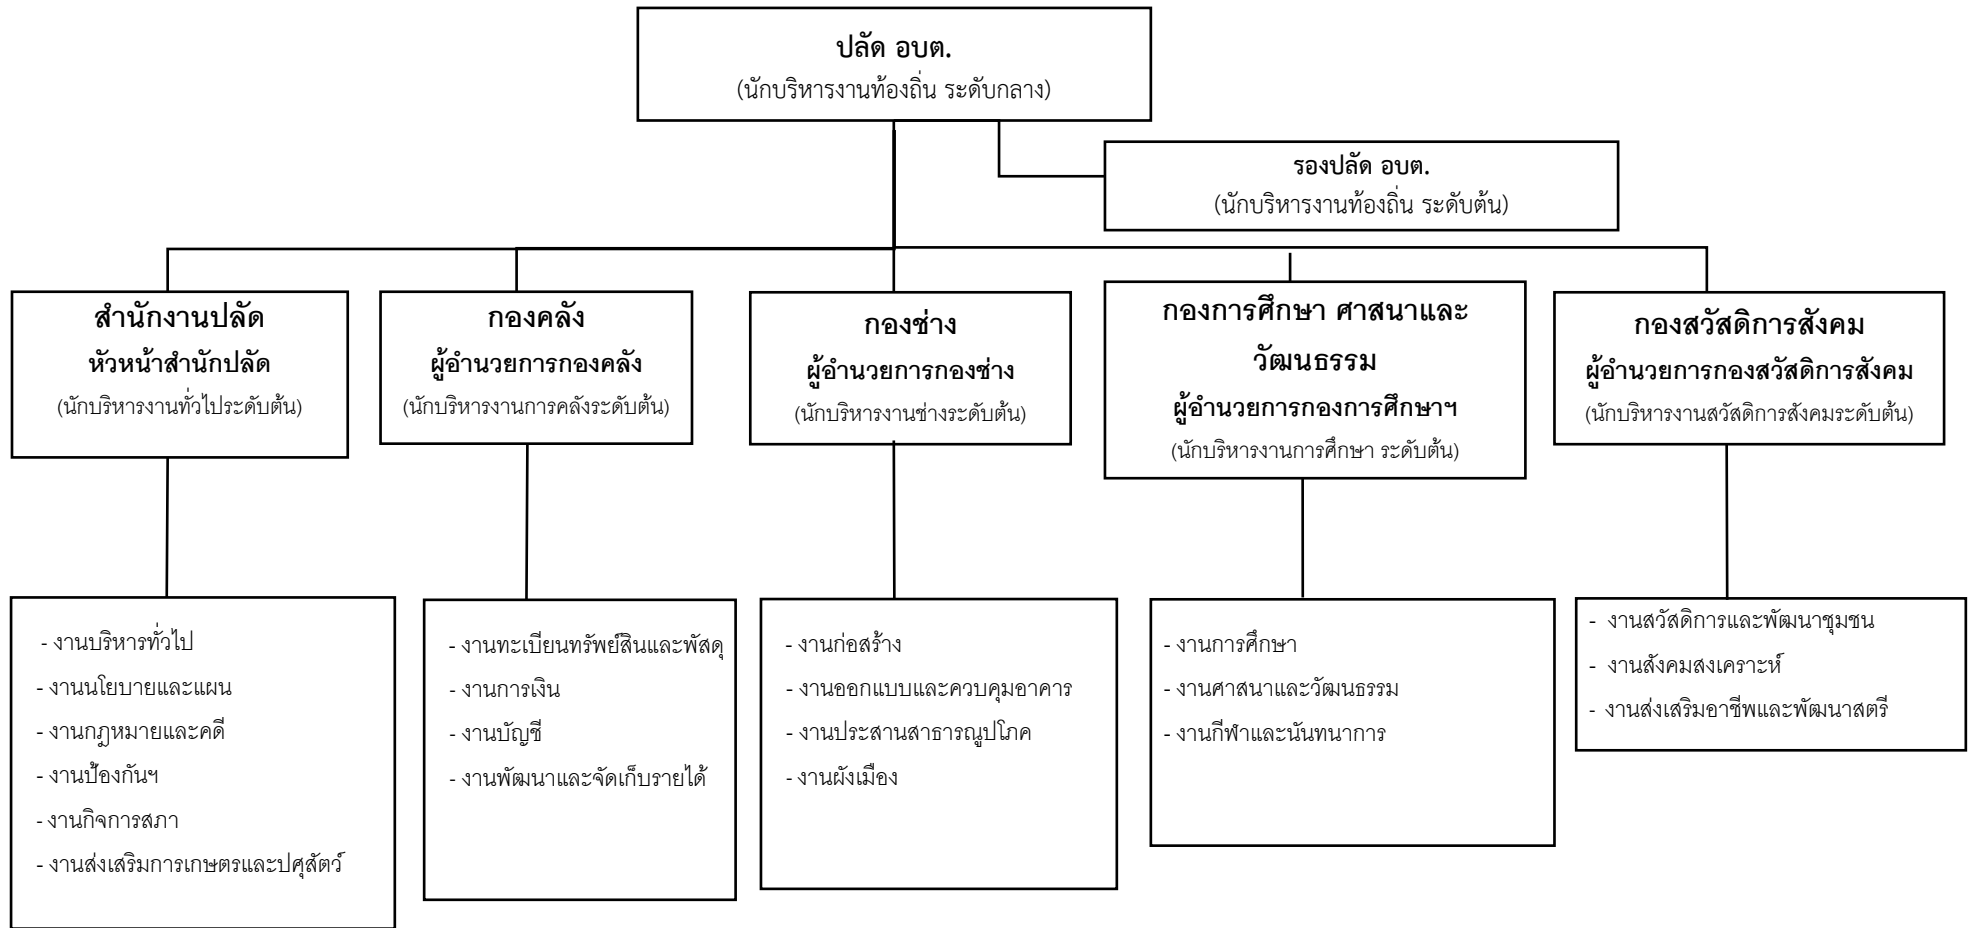 ปลัด อบต.
(นักบริหารงานท้องถิ่น ระดับกลาง)
รองปลัด อบต.
(นักบริหารงานท้องถิ่น ระดับต้น)
สำนักงานปลัด
หัวหน้าสำนักปลัด
(นักบริหารงานทั่วไประดับต้น)
กองคลัง
ผู้อำนวยการกองคลัง
(นักบริหารงานการคลังระดับต้น)
กองช่าง
ผู้อำนวยการกองช่าง
(นักบริหารงานช่างระดับต้น)
กองการศึกษา ศาสนาและ
วัฒนธรรม
ผู้อำนวยการกองการศึกษาฯ
(นักบริหารงานการศึกษา ระดับต้น)
กองสวัสดิการสังคม
ผู้อำนวยการกองสวัสดิการสังคม
(นักบริหารงานสวัสดิการสังคมระดับต้น)
- งานบริหารทั่วไป
- งานนโยบายและแผน
- งานกฎหมายและคดี
- งานป้องกันฯ
- งานกิจการสภา
- งานส่งเสริมการเกษตรและปศุสัตว์
- งานทะเบียนทรัพย์สินและพัสดุ
- งานการเงิน
- งานบัญชี
- งานพัฒนาและจัดเก็บรายได้
- งานก่อสร้าง
- งานออกแบบและควบคุมอาคาร
- งานประสานสาธารณูปโภค
- งานผังเมือง
- งานการศึกษา
- งานศาสนาและวัฒนธรรม
- งานกีฬาและนันทนาการ
- งานสวัสดิการและพัฒนาชุมชน
- งานสังคมสงเคราะห์
- งานส่งเสริมอาชีพและพัฒนาสตรี